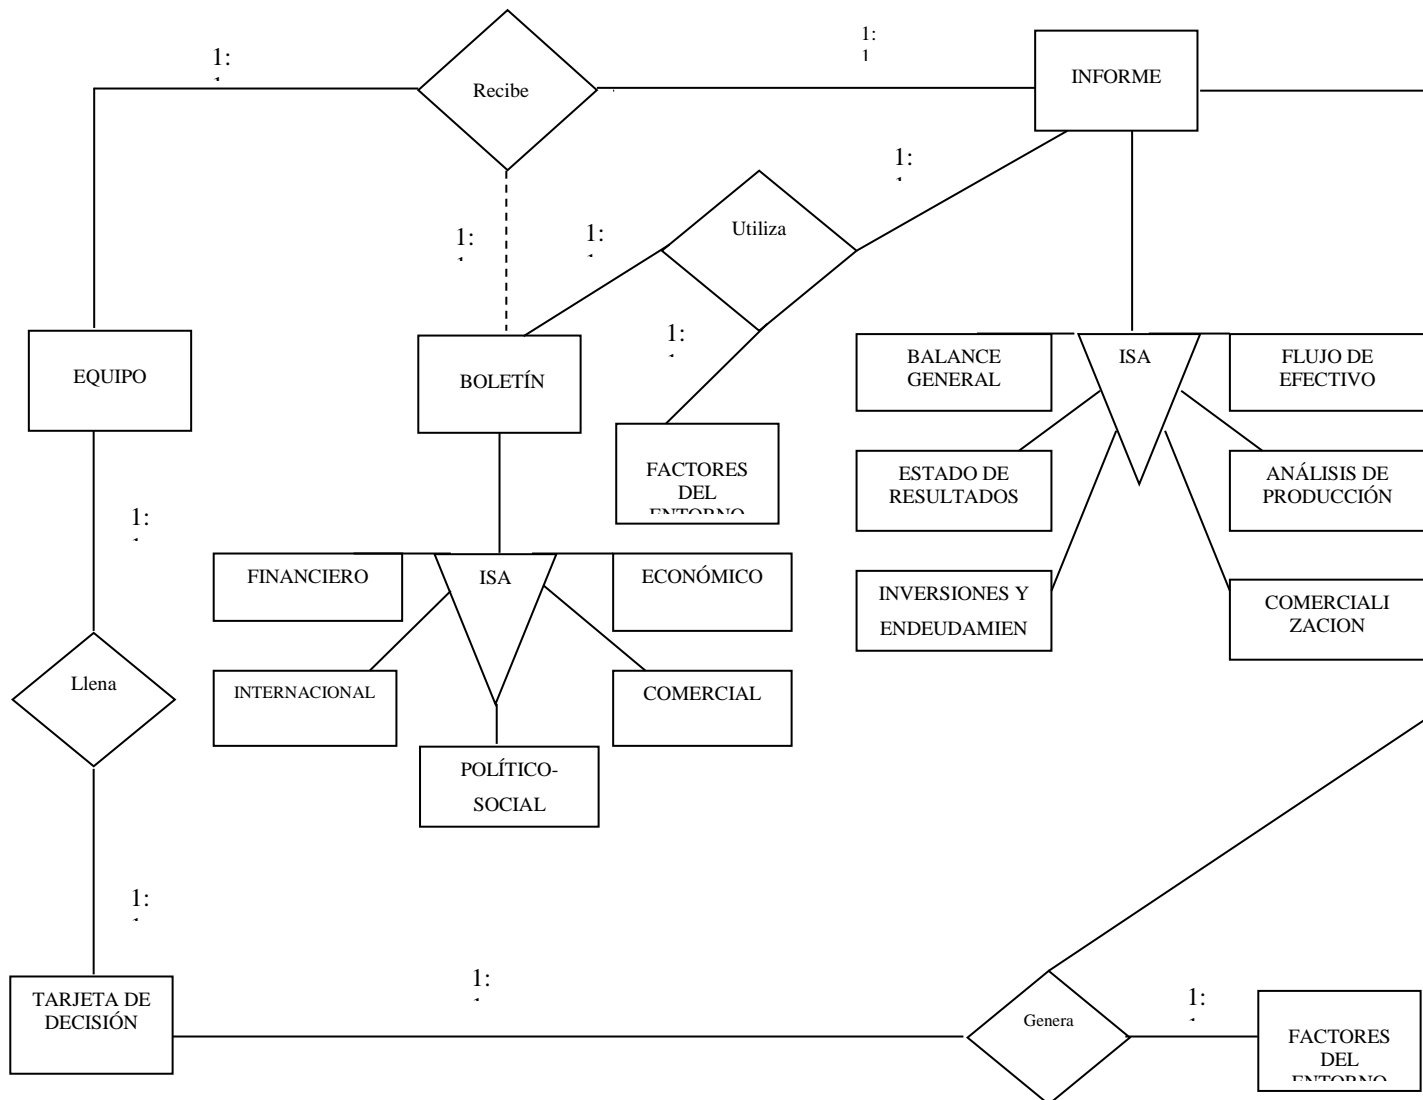 1:
1:
Recibe
INFORME
1:
Utiliza
1:
1:
1:
EQUIPO
BOLETÍN
BALANCE
GENERAL
ISA
FLUJO DE
EFECTIVO
FACTORES
DEL
ENTORNO
ESTADO DE
RESULTADOS
ANÁLISIS DE
PRODUCCIÓN
1:
FINANCIERO
ISA
ECONÓMICO
INVERSIONES Y
ENDEUDAMIEN
COMERCIALI
ZACION
Llena
INTERNACIONAL
COMERCIAL
POLÍTICO-
SOCIAL
1:
TARJETA DE
DECISIÓN
1:
Genera
1:
FACTORES
DEL
ENTORNO